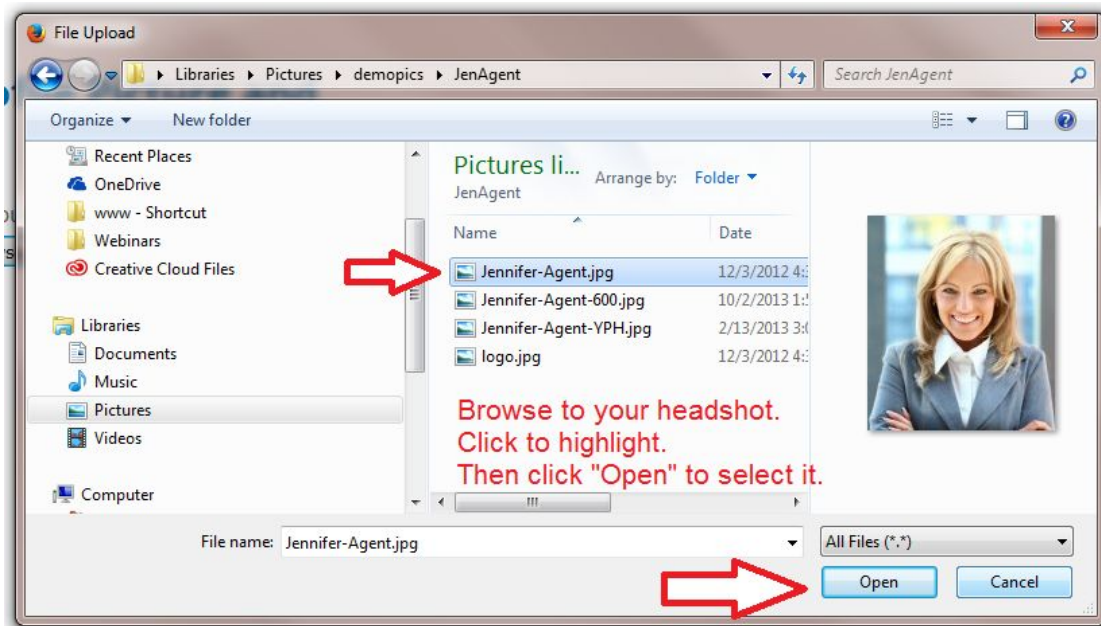 File Upload
Libraries ▸ Pictures ▸ demopics ▸ JenAgent
Search JenAgent
Organize
New folder
Recent Places
OneDrive
www - Shortcut
Webinars
Creative Cloud Files
Libraries
Documents
Music
Pictures
Videos
Computer
Pictures li...
JenAgent
Arrange by: Folder
Name Date
Jennifer-Agent.jpg 12/3/2012 4:3
Jennifer-Agent-600.jpg 10/2/2013 1:5
Jennifer-Agent-YPH.jpg 2/13/2013 3:0
logo.jpg 12/3/2012 4:3
Browse to your headshot.
Click to highlight.
Then click "Open" to select it.
File name: Jennifer-Agent.jpg
All Files (*.*)
Open Cancel